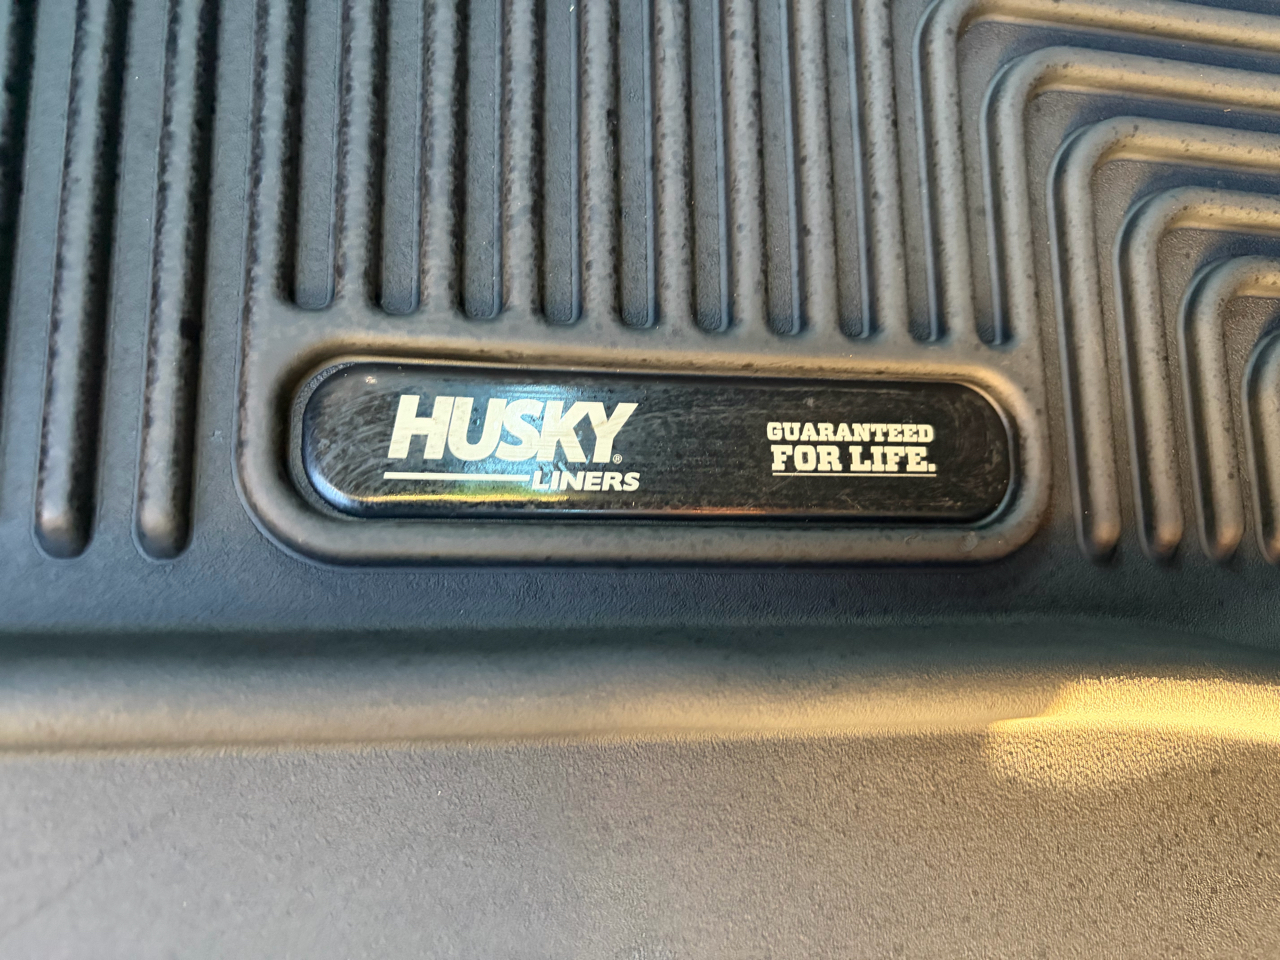 HUSKY®
LINERS
GUARANTEED
FOR LIFE.